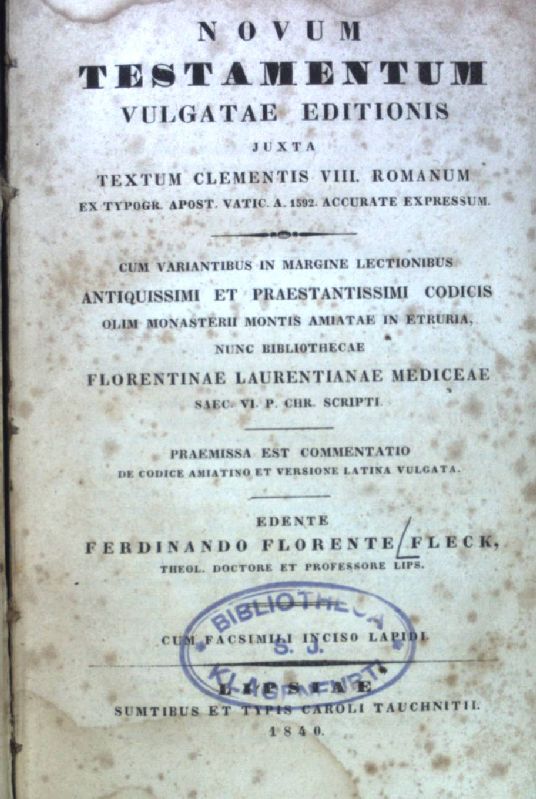 NOVUM
TESTAMENTUM
VULGATAE EDITIONIS
JUXTA
TEXTUM CLEMENTIS VIII. ROMANUM
EX TYPOGR. APOST. VATIC. A. 1592. ACCURATE EXPRESSUM.
CUM VARIANTIBUS IN MARGINE LECTIONIBUS
ANTIQUISSIMI ET PRAESTANTISSIMI CODICIS
OLIM MONASTERII MONTIS AMIATAE IN ETRURIA,
NUNC BIBLIOTHECAE
FLORENTINAE LAURENTIANAE MEDICEAE
SAEC. VI. P. CHR. SCRIPTI.
PRAEMISSA EST COMMENTATIO
DE CODICE AMIATINO ET VERSIONE LATINA VULGATA.
EDENTE
FERDINANDO FLORENTE FLECK,
THEOL. DOCTORE ET PROFESSORE LIPS.
BIBLIOTHECA
CUM FACSIMILI INCISO LAPIDI.
S. J.
KLAGENFURTI
LIPSIAE
SUMTIBUS ET TYPIS CAROLI TAUCHNITII.
1840.